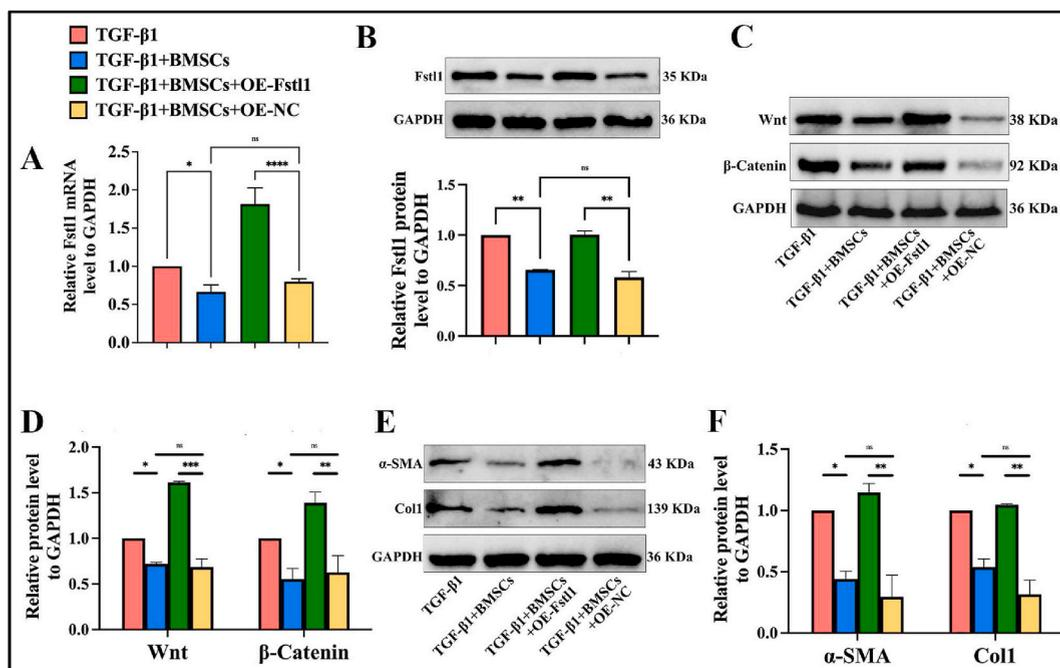 TGF-β1
TGF-β1+BMSCs
TGF-β1+BMSCs+OE-Fstl1
TGF-β1+BMSCs+OE-NC
A
Relative Fstl1 mRNA
level to GAPDH
2.5
2.0
1.5
1.0
0.5
0.0
*
ns
****
B
Fstl1
35 KDa
GAPDH
36 KDa
Relative Fstl1 protein
level to GAPDH
1.5
1.0
0.5
0.0
**
ns
**
C
Wnt
38 KDa
β-Catenin
92 KDa
GAPDH
36 KDa
TGF-β1
TGF-β1+BMSCs
TGF-β1+BMSCs
+OE-Fstl1
TGF-β1+BMSCs
+OE-NC
D
Relative protein level
to GAPDH
2.0
1.5
1.0
0.5
0.0
*
ns
***
*
ns
**
Wnt
β-Catenin
E
α-SMA
43 KDa
Col1
139 KDa
GAPDH
36 KDa
TGF-β1
TGF-β1+BMSCs
TGF-β1+BMSCs
+OE-Fstl1
TGF-β1+BMSCs
+OE-NC
F
Relative protein level
to GAPDH
1.5
1.0
0.5
0.0
*
ns
**
*
ns
**
α-SMA
Col1